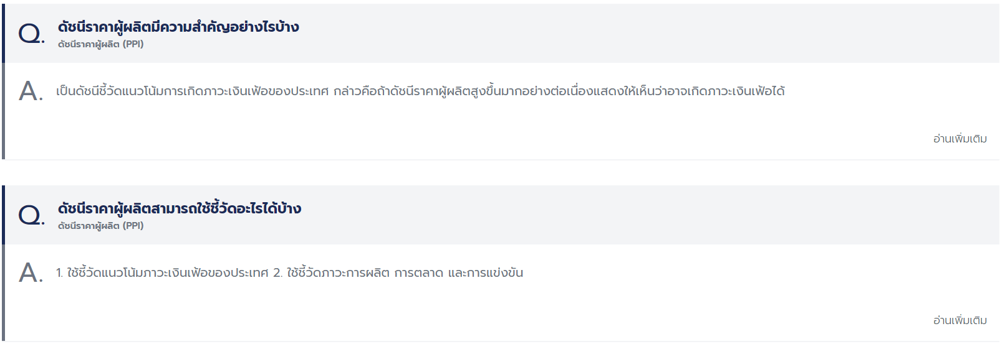 Q.
ดัชนีราคาผู้ผลิตมีความสำคัญอย่างไรบ้าง
ดัชนีราคาผู้ผลิต (PPI)
A.
เป็นดัชนีชี้วัดแนวโน้มการเกิดภาวะเงินเฟ้อของประเทศ กล่าวคือถ้าดัชนีราคาผู้ผลิตสูงขึ้นมากอย่างต่อเนื่องแสดงให้เห็นว่าอาจเกิดภาวะเงินเฟ้อได้
อ่านเพิ่มเติม
Q.
ดัชนีราคาผู้ผลิตสามารถใช้ชี้วัดอะไรได้บ้าง
ดัชนีราคาผู้ผลิต (PPI)
A.
1. ใช้ชี้วัดแนวโน้มภาวะเงินเฟ้อของประเทศ 2. ใช้ชี้วัดภาวะการผลิต การตลาด และการแข่งขัน
อ่านเพิ่มเติม